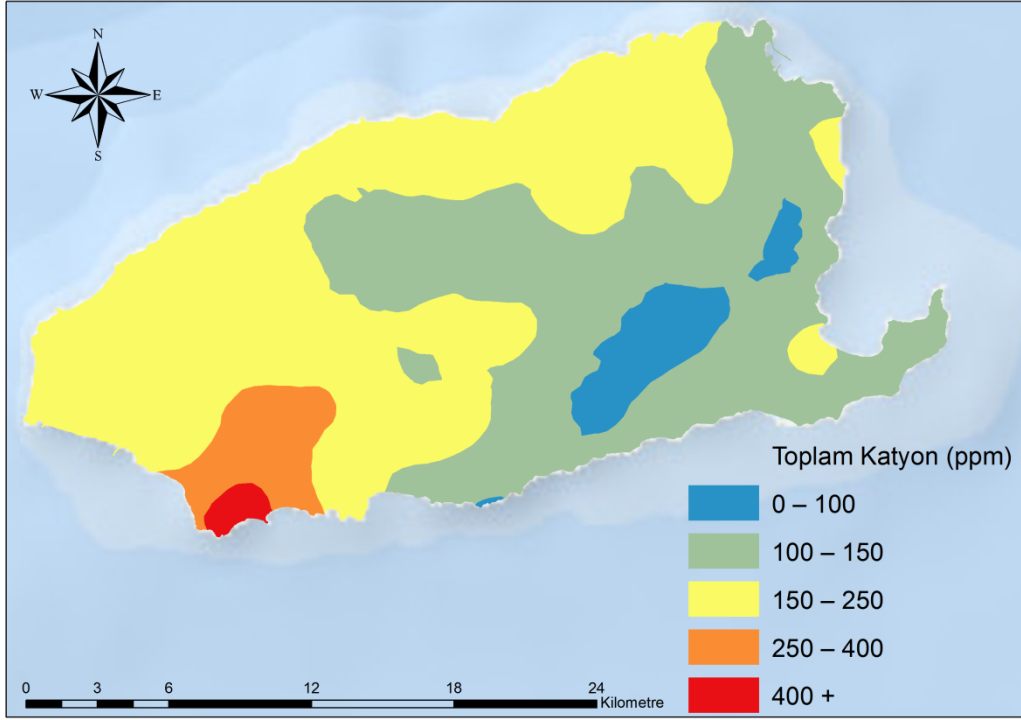 N
W E
S
Toplam Katyon (ppm)
0 – 100
100 – 150
150 – 250
250 – 400
400 +
0 3 6 12 18 24
Kilometre